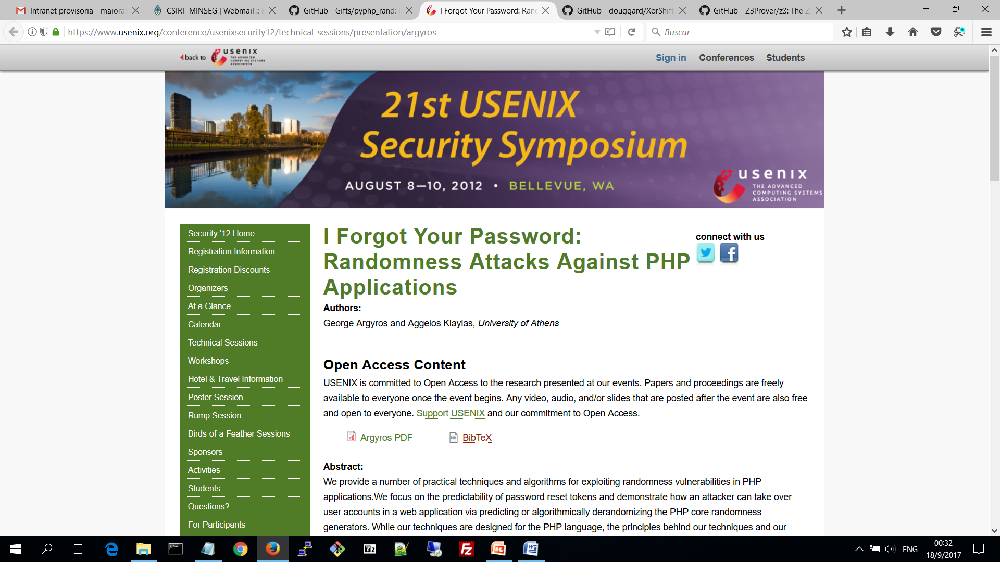 Intranet provisoria - maiora
CSIRT-MINSEG | Webmail ::
GitHub - Gifts/pyphp_rand:
I Forgot Your Password: Ran
GitHub - douggard/XorShift
GitHub - Z3Prover/z3: The Z
https://www.usenix.org/conference/usenixsecurity12/technical-sessions/presentation/argyros
Buscar
back to
usenix
THE ADVANCED
COMPUTING SYSTEMS
ASSOCIATION
Sign in
Conferences
Students
21st USENIX
Security Symposium
AUGUST 8–10, 2012 • BELLEVUE, WA
usenix
THE ADVANCED
COMPUTING SYSTEMS
ASSOCIATION
Security '12 Home
Registration Information
Registration Discounts
Organizers
At a Glance
Calendar
Technical Sessions
Workshops
Hotel & Travel Information
Poster Session
Rump Session
Birds-of-a-Feather Sessions
Sponsors
Activities
Students
Questions?
For Participants
I Forgot Your Password:
Randomness Attacks Against PHP
Applications
connect with us
Authors:
George Argyros and Aggelos Kiayias, University of Athens
Open Access Content
USENIX is committed to Open Access to the research presented at our events. Papers and proceedings are freely
available to everyone once the event begins. Any video, audio, and/or slides that are posted after the event are also free
and open to everyone. Support USENIX and our commitment to Open Access.
Argyros PDF
BibTeX
Abstract:
We provide a number of practical techniques and algorithms for exploiting randomness vulnerabilities in PHP
applications.We focus on the predictability of password reset tokens and demonstrate how an attacker can take over
user accounts in a web application via predicting or algorithmically derandomizing the PHP core randomness
generators. While our techniques are designed for the PHP language, the principles behind our techniques and our
ENG
00:32
18/9/2017